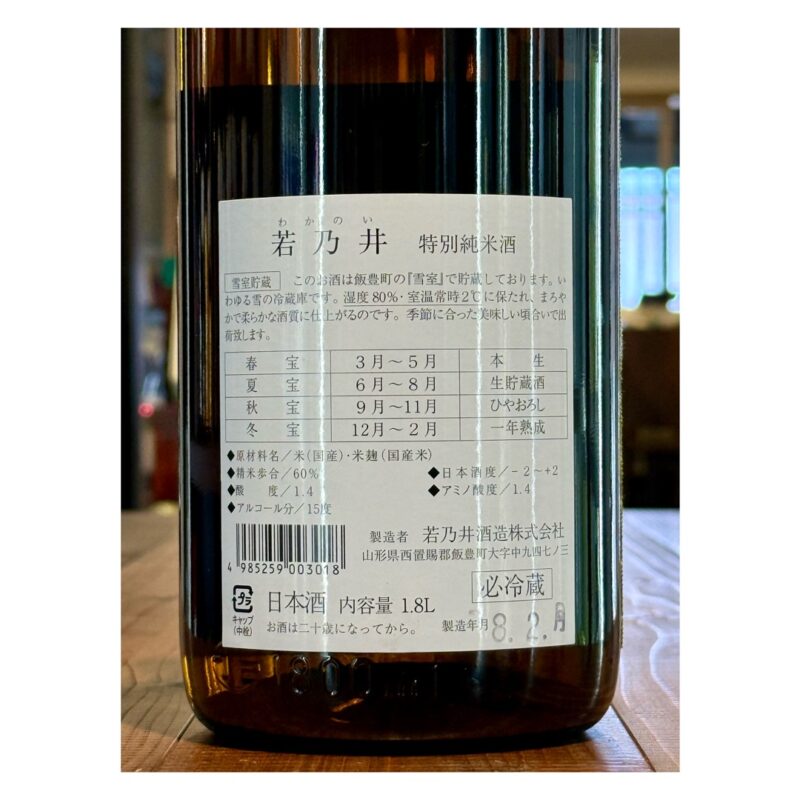 わかのい
若乃井 特別純米酒
雪室貯蔵 このお酒は飯豊町の『雪室』で貯蔵しております。い
わゆる雪の冷蔵庫です。湿度80%・室温常時2℃に保たれ、まろや
かで柔らかな酒質に仕上がるのです。季節に合った美味しい頃合いで出
荷致します。
春宝 3月～5月 本生
夏宝 6月～8月 生貯蔵酒
秋宝 9月～11月 ひやおろし
冬宝 12月～2月 一年熟成
◆原材料名／米(国産)・米麹(国産米)
◆精米歩合／60% ◆日本酒度／－2～+2
◆酸度／1.4 ◆アミノ酸度／1.4
◆アルコール分／15度
製造者 若乃井酒造株式会社
山形県西置賜郡飯豊町大字中九四七ノ三
4 985259 003018
必冷蔵
プラ
キャップ
(中栓)
日本酒 内容量 1.8L
お酒は二十歳になってから。
製造年月 8.2.月
1800